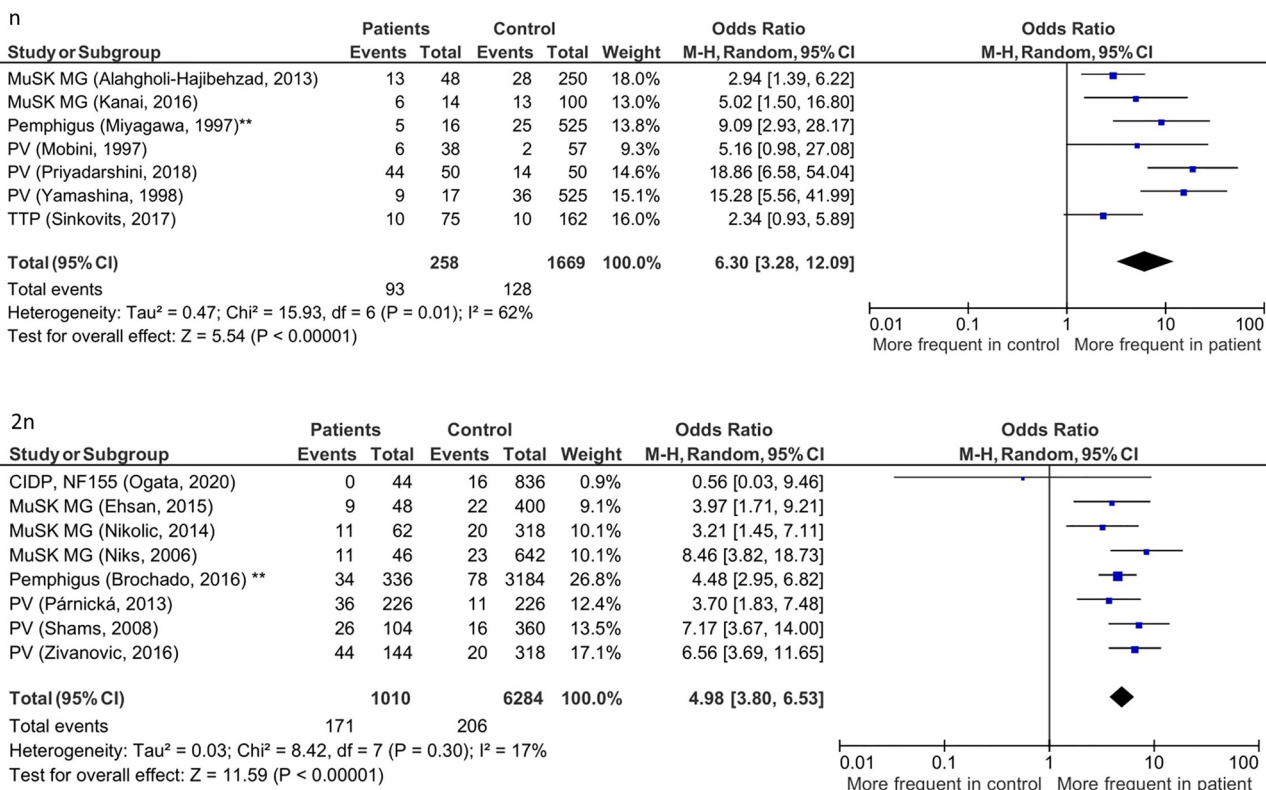 n
Patients Control Odds Ratio Odds Ratio
Study or Subgroup Events Total Events Total Weight M-H, Random, 95% CI M-H, Random, 95% CI
MuSK MG (Alahgholi-Hajibehzad, 2013) 13 48 28 250 18.0% 2.94 [1.39, 6.22]
MuSK MG (Kanai, 2016) 6 14 13 100 13.0% 5.02 [1.50, 16.80]
Pemphigus (Miyagawa, 1997)** 5 16 25 525 13.8% 9.09 [2.93, 28.17]
PV (Mobini, 1997) 6 38 2 57 9.3% 5.16 [0.98, 27.08]
PV (Priyadarshini, 2018) 44 50 14 50 14.6% 18.86 [6.58, 54.04]
PV (Yamashina, 1998) 9 17 36 525 15.1% 15.28 [5.56, 41.99]
TTP (Sinkovits, 2017) 10 75 10 162 16.0% 2.34 [0.93, 5.89]
Total (95% CI) 258 1669 100.0% 6.30 [3.28, 12.09]
Total events 93 128
Heterogeneity: Tau² = 0.47; Chi² = 15.93, df = 6 (P = 0.01); I² = 62%
Test for overall effect: Z = 5.54 (P < 0.00001)
0.01 0.1 1 10 100
More frequent in control More frequent in patient
2n
Patients Control Odds Ratio Odds Ratio
Study or Subgroup Events Total Events Total Weight M-H, Random, 95% CI M-H, Random, 95% CI
CIDP, NF155 (Ogata, 2020) 0 44 16 836 0.9% 0.56 [0.03, 9.46]
MuSK MG (Ehsan, 2015) 9 48 22 400 9.1% 3.97 [1.71, 9.21]
MuSK MG (Nikolic, 2014) 11 62 20 318 10.1% 3.21 [1.45, 7.11]
MuSK MG (Niks, 2006) 11 46 23 642 10.1% 8.46 [3.82, 18.73]
Pemphigus (Brochado, 2016) ** 34 336 78 3184 26.8% 4.48 [2.95, 6.82]
PV (Párnická, 2013) 36 226 11 226 12.4% 3.70 [1.83, 7.48]
PV (Shams, 2008) 26 104 16 360 13.5% 7.17 [3.67, 14.00]
PV (Zivanovic, 2016) 44 144 20 318 17.1% 6.56 [3.69, 11.65]
Total (95% CI) 1010 6284 100.0% 4.98 [3.80, 6.53]
Total events 171 206
Heterogeneity: Tau² = 0.03; Chi² = 8.42, df = 7 (P = 0.30); I² = 17%
Test for overall effect: Z = 11.59 (P < 0.00001)
0.01 0.1 1 10 100
More frequent in control More frequent in patient